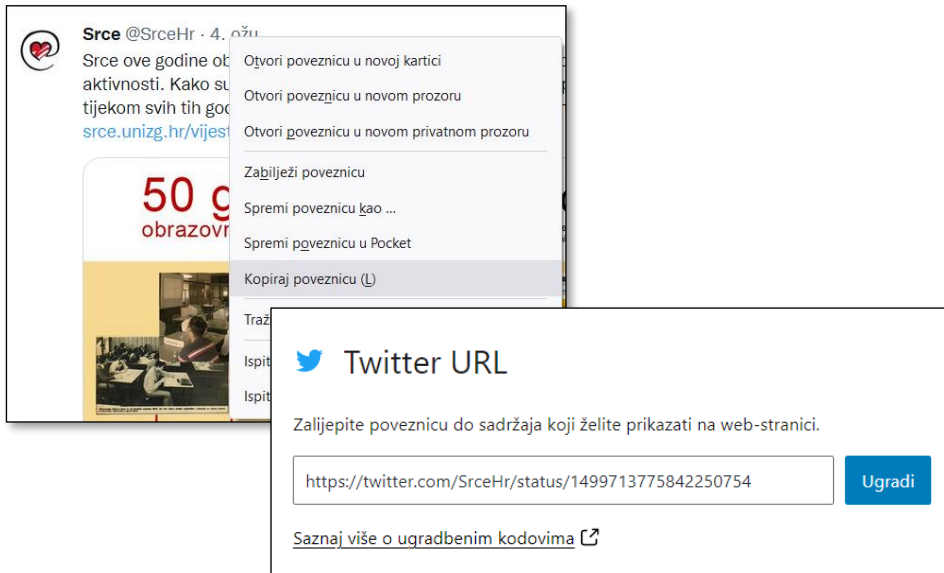 Srce @SrceHr · 4. ožu
Srce ove godine ob
aktivnosti. Kako su
tijekom svih tih god
srce.unizg.hr/vijest
50 g
obrazovn
Otvori poveznicu u novoj kartici
Otvori poveznicu u novom prozoru
Otvori poveznicu u novom privatnom prozoru
Zabilježi poveznicu
Spremi poveznicu kao ...
Spremi poveznicu u Pocket
Kopiraj poveznicu (L)
Traž
Ispit
Ispit
Twitter URL
Zalijepite poveznicu do sadržaja koji želite prikazati na web-stranici.
https://twitter.com/SrceHr/status/1499713775842250754
Ugradi
Saznaj više o ugradbenim kodovima